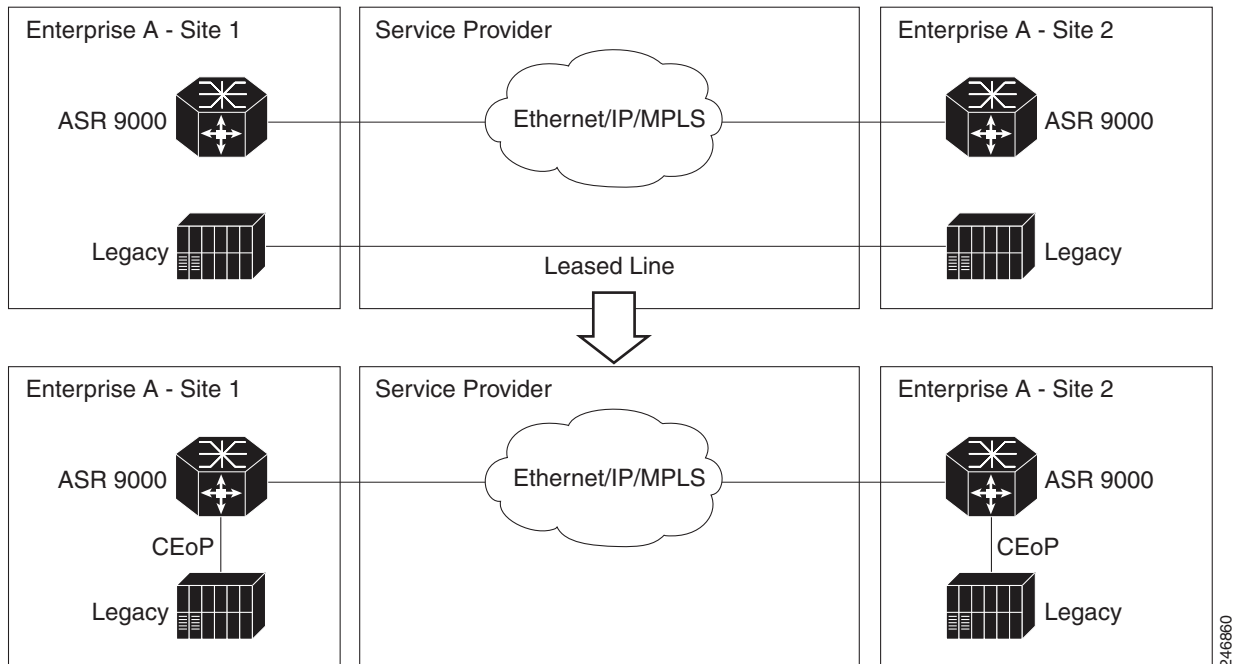 Enterprise A - Site 1
Service Provider
Enterprise A - Site 2
ASR 9000
Ethernet/IP/MPLS
ASR 9000
Legacy
Leased Line
Legacy
Enterprise A - Site 1
Service Provider
Enterprise A - Site 2
ASR 9000
Ethernet/IP/MPLS
ASR 9000
CEoP
CEoP
Legacy
Legacy
246860